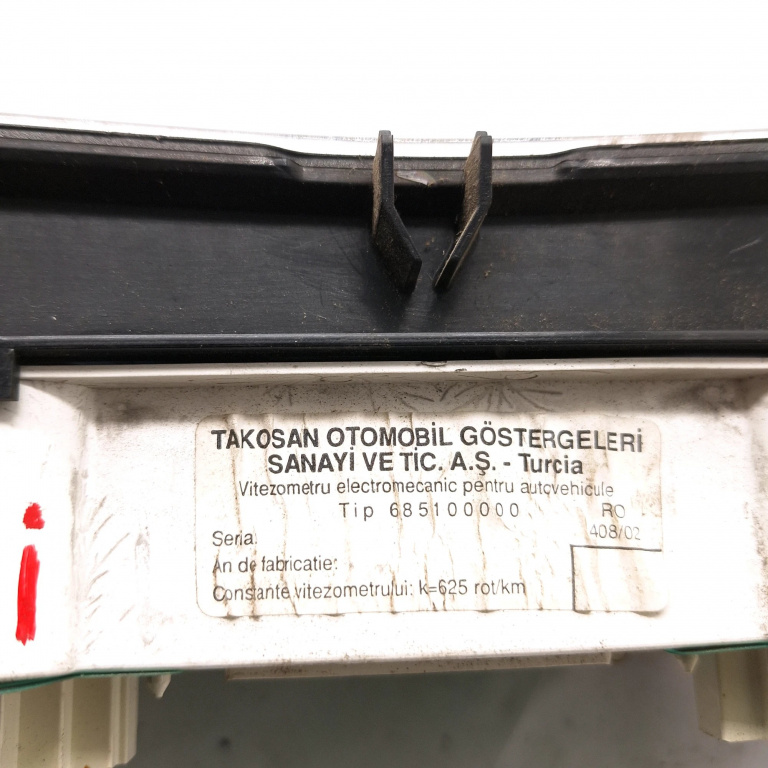 TAKOSAN OTOMOBİL GÖSTERGELERİ
SANAYİ VE TİC. A.Ş. - Turcia
Vitezometru electromecanic pentru autovehicule
Tip 685100000
RO
408/02
Seria:
An de fabricatie:
Consante vitezometrului: k=625 rot/km
i